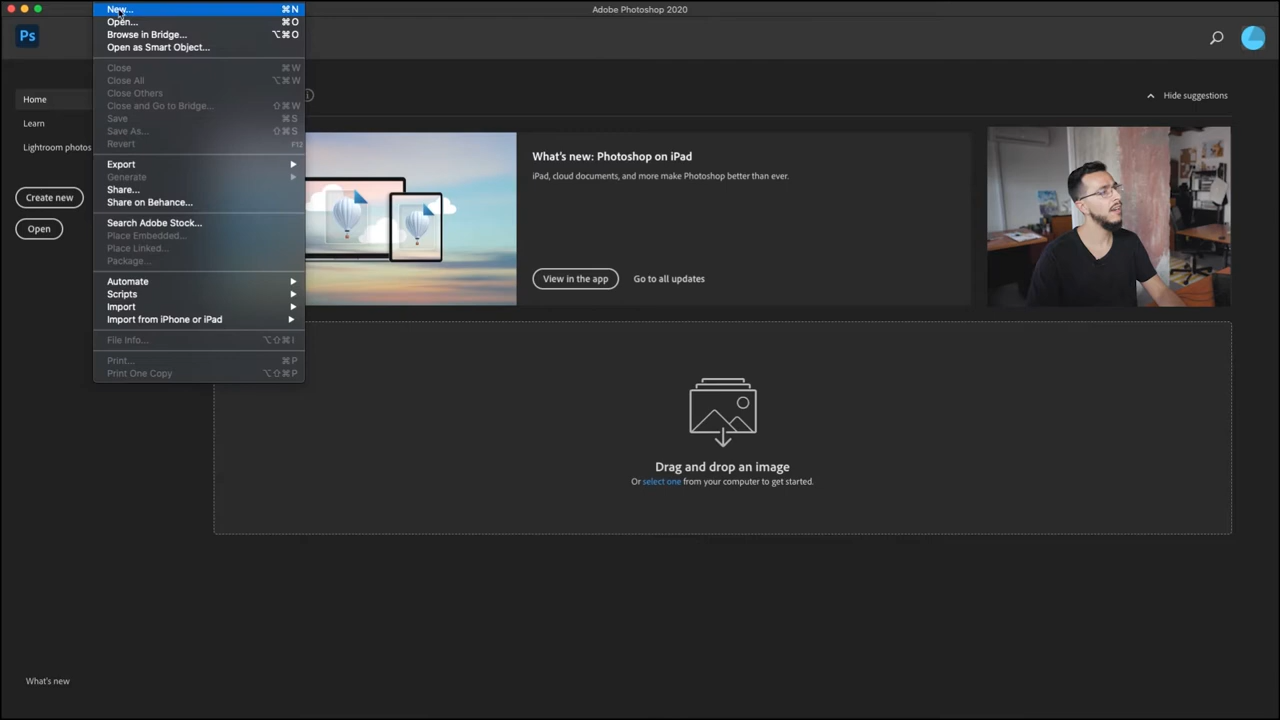 Adobe Photoshop 2020
Ps
New... ⌘N
Open... ⌘O
Browse in Bridge... ⌥⌘O
Open as Smart Object...
Close ⌘W
Close All ⌥⌘W
Close Others
Close and Go to Bridge... ⇧⌘W
Save ⌘S
Save As... ⇧⌘S
Revert F12
Export
Generate
Share...
Share on Behance...
Search Adobe Stock...
Place Embedded...
Place Linked...
Package...
Automate
Scripts
Import
Import from iPhone or iPad
File Info... ⌥⇧⌘I
Print... ⌘P
Print One Copy ⌥⇧⌘P
Home
Learn
Lightroom photos
Create new
Open
Hide suggestions
What's new: Photoshop on iPad
iPad, cloud documents, and more make Photoshop better than ever.
View in the app Go to all updates
Drag and drop an image
Or select one from your computer to get started.
What's new